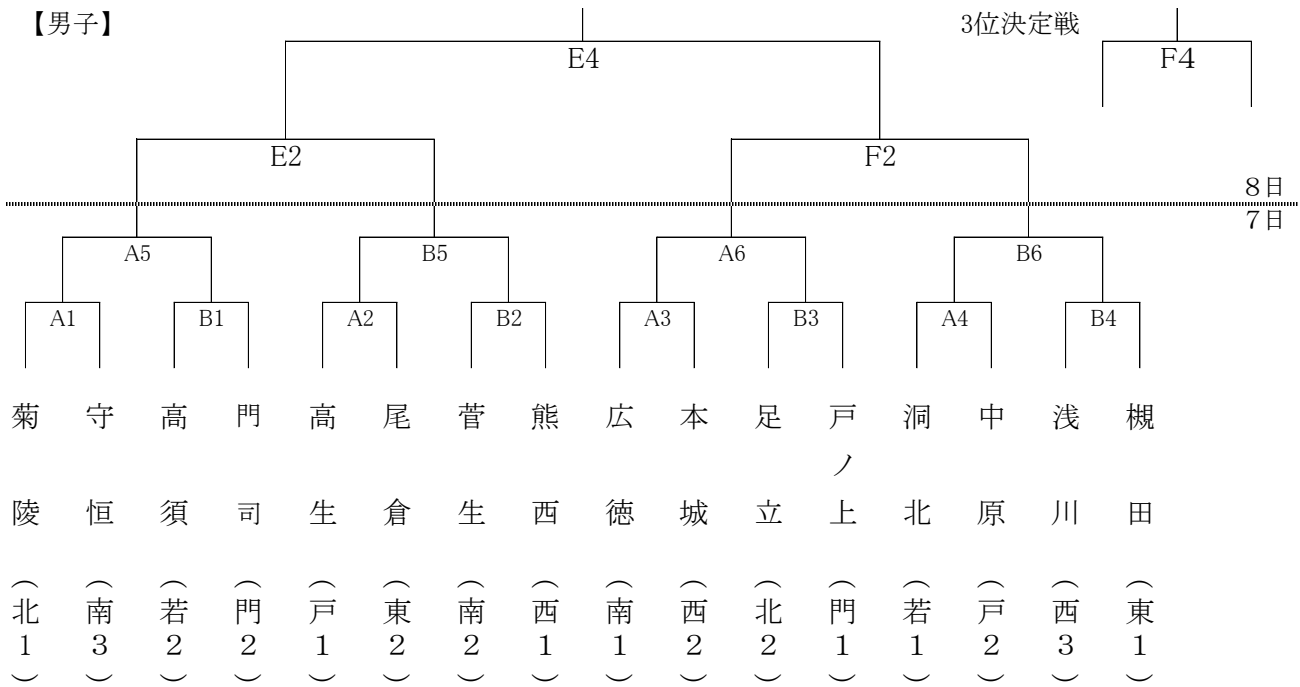 【男子】
3位決定戦
E4
F4
E2
F2
8日
7日
A5
B5
A6
B6
A1
B1
A2
B2
A3
B3
A4
B4
菊陵(北1)
守恒(南3)
高須(若2)
門司(門2)
高生(戸1)
尾倉(東2)
菅生(南2)
熊西(西1)
広徳(南1)
本城(西2)
足立(北2)
戸ノ上(門1)
洞北(若1)
中原(戸2)
浅川(西3)
槻田(東1)